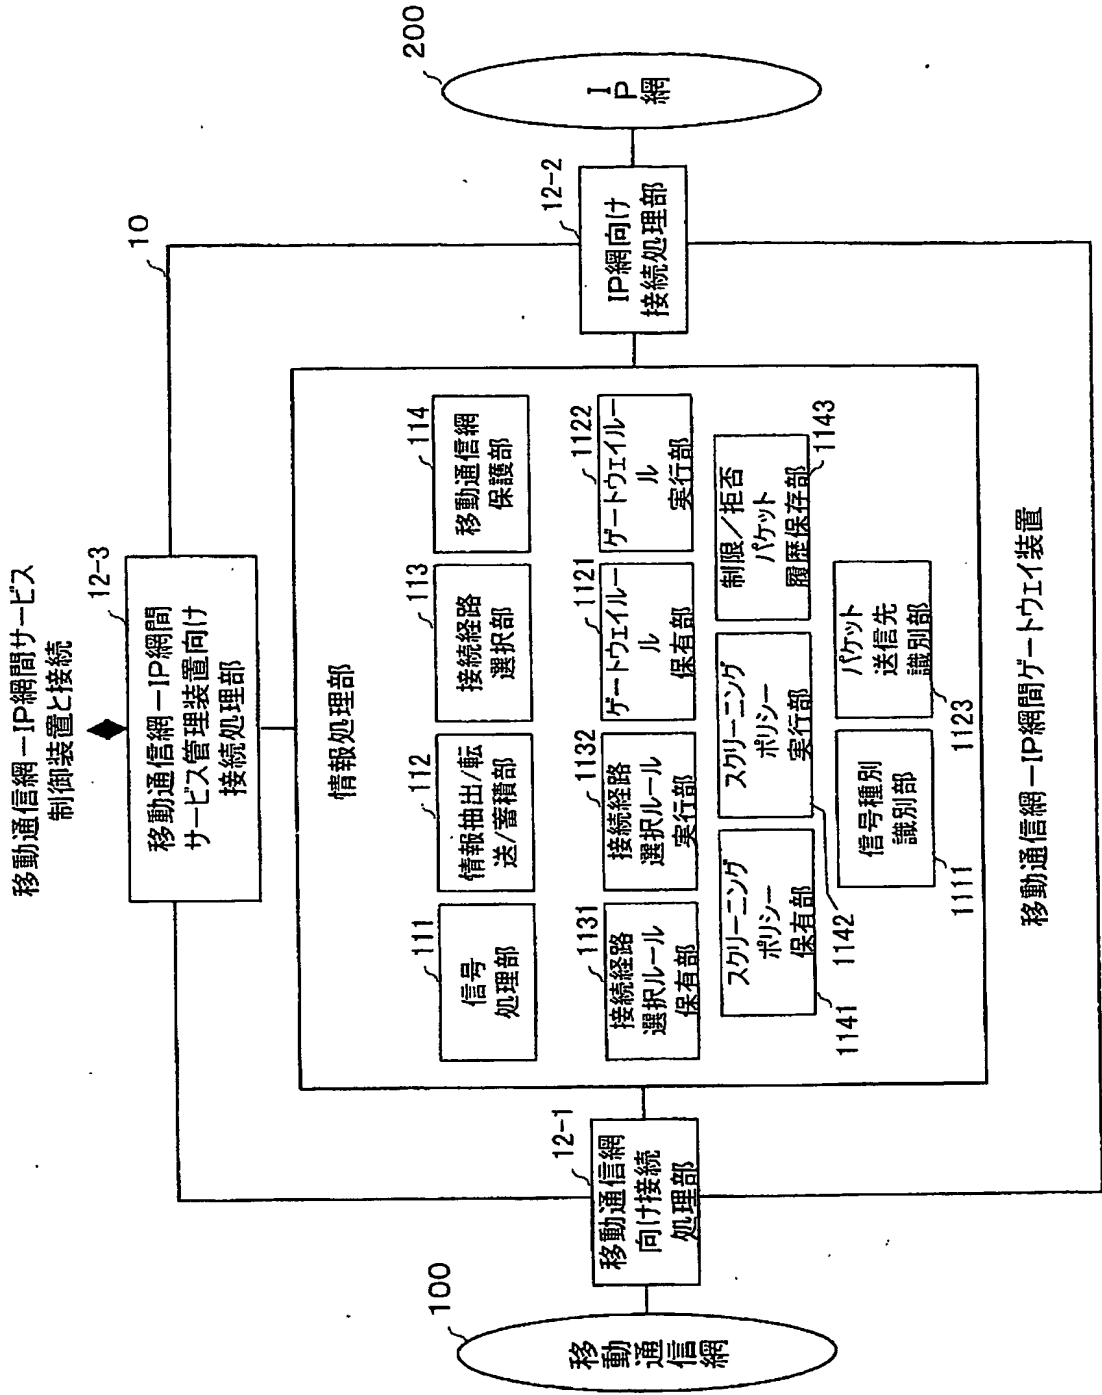 移動通信網－IP網間サービス
制御装置と接続
12-3
移動通信網－IP網間
サービス管理装置向け
接続処理部
10
200
IP網
12-2
IP網向け
接続処理部
100
移動通信網
12-1
移動通信網
向け接続
処理部
情報処理部
111
信号
処理部
112
情報抽出/転
送/蓄積部
113
接続経路
選択部
114
移動通信網
保護部
1131
接続経路
選択ルール
保有部
1132
接続経路
選択ルール
実行部
1121
ゲートウェイルー
ル
保有部
1122
ゲートウェイルー
ル
実行部
1141
スクリーニング
ポリシー
保有部
1142
スクリーニング
ポリシー
実行部
1143
制限／拒否
パケット
履歴保存部
1111
信号種別
識別部
1123
パケット
送信先
識別部
移動通信網－IP網間ゲートウェイ装置